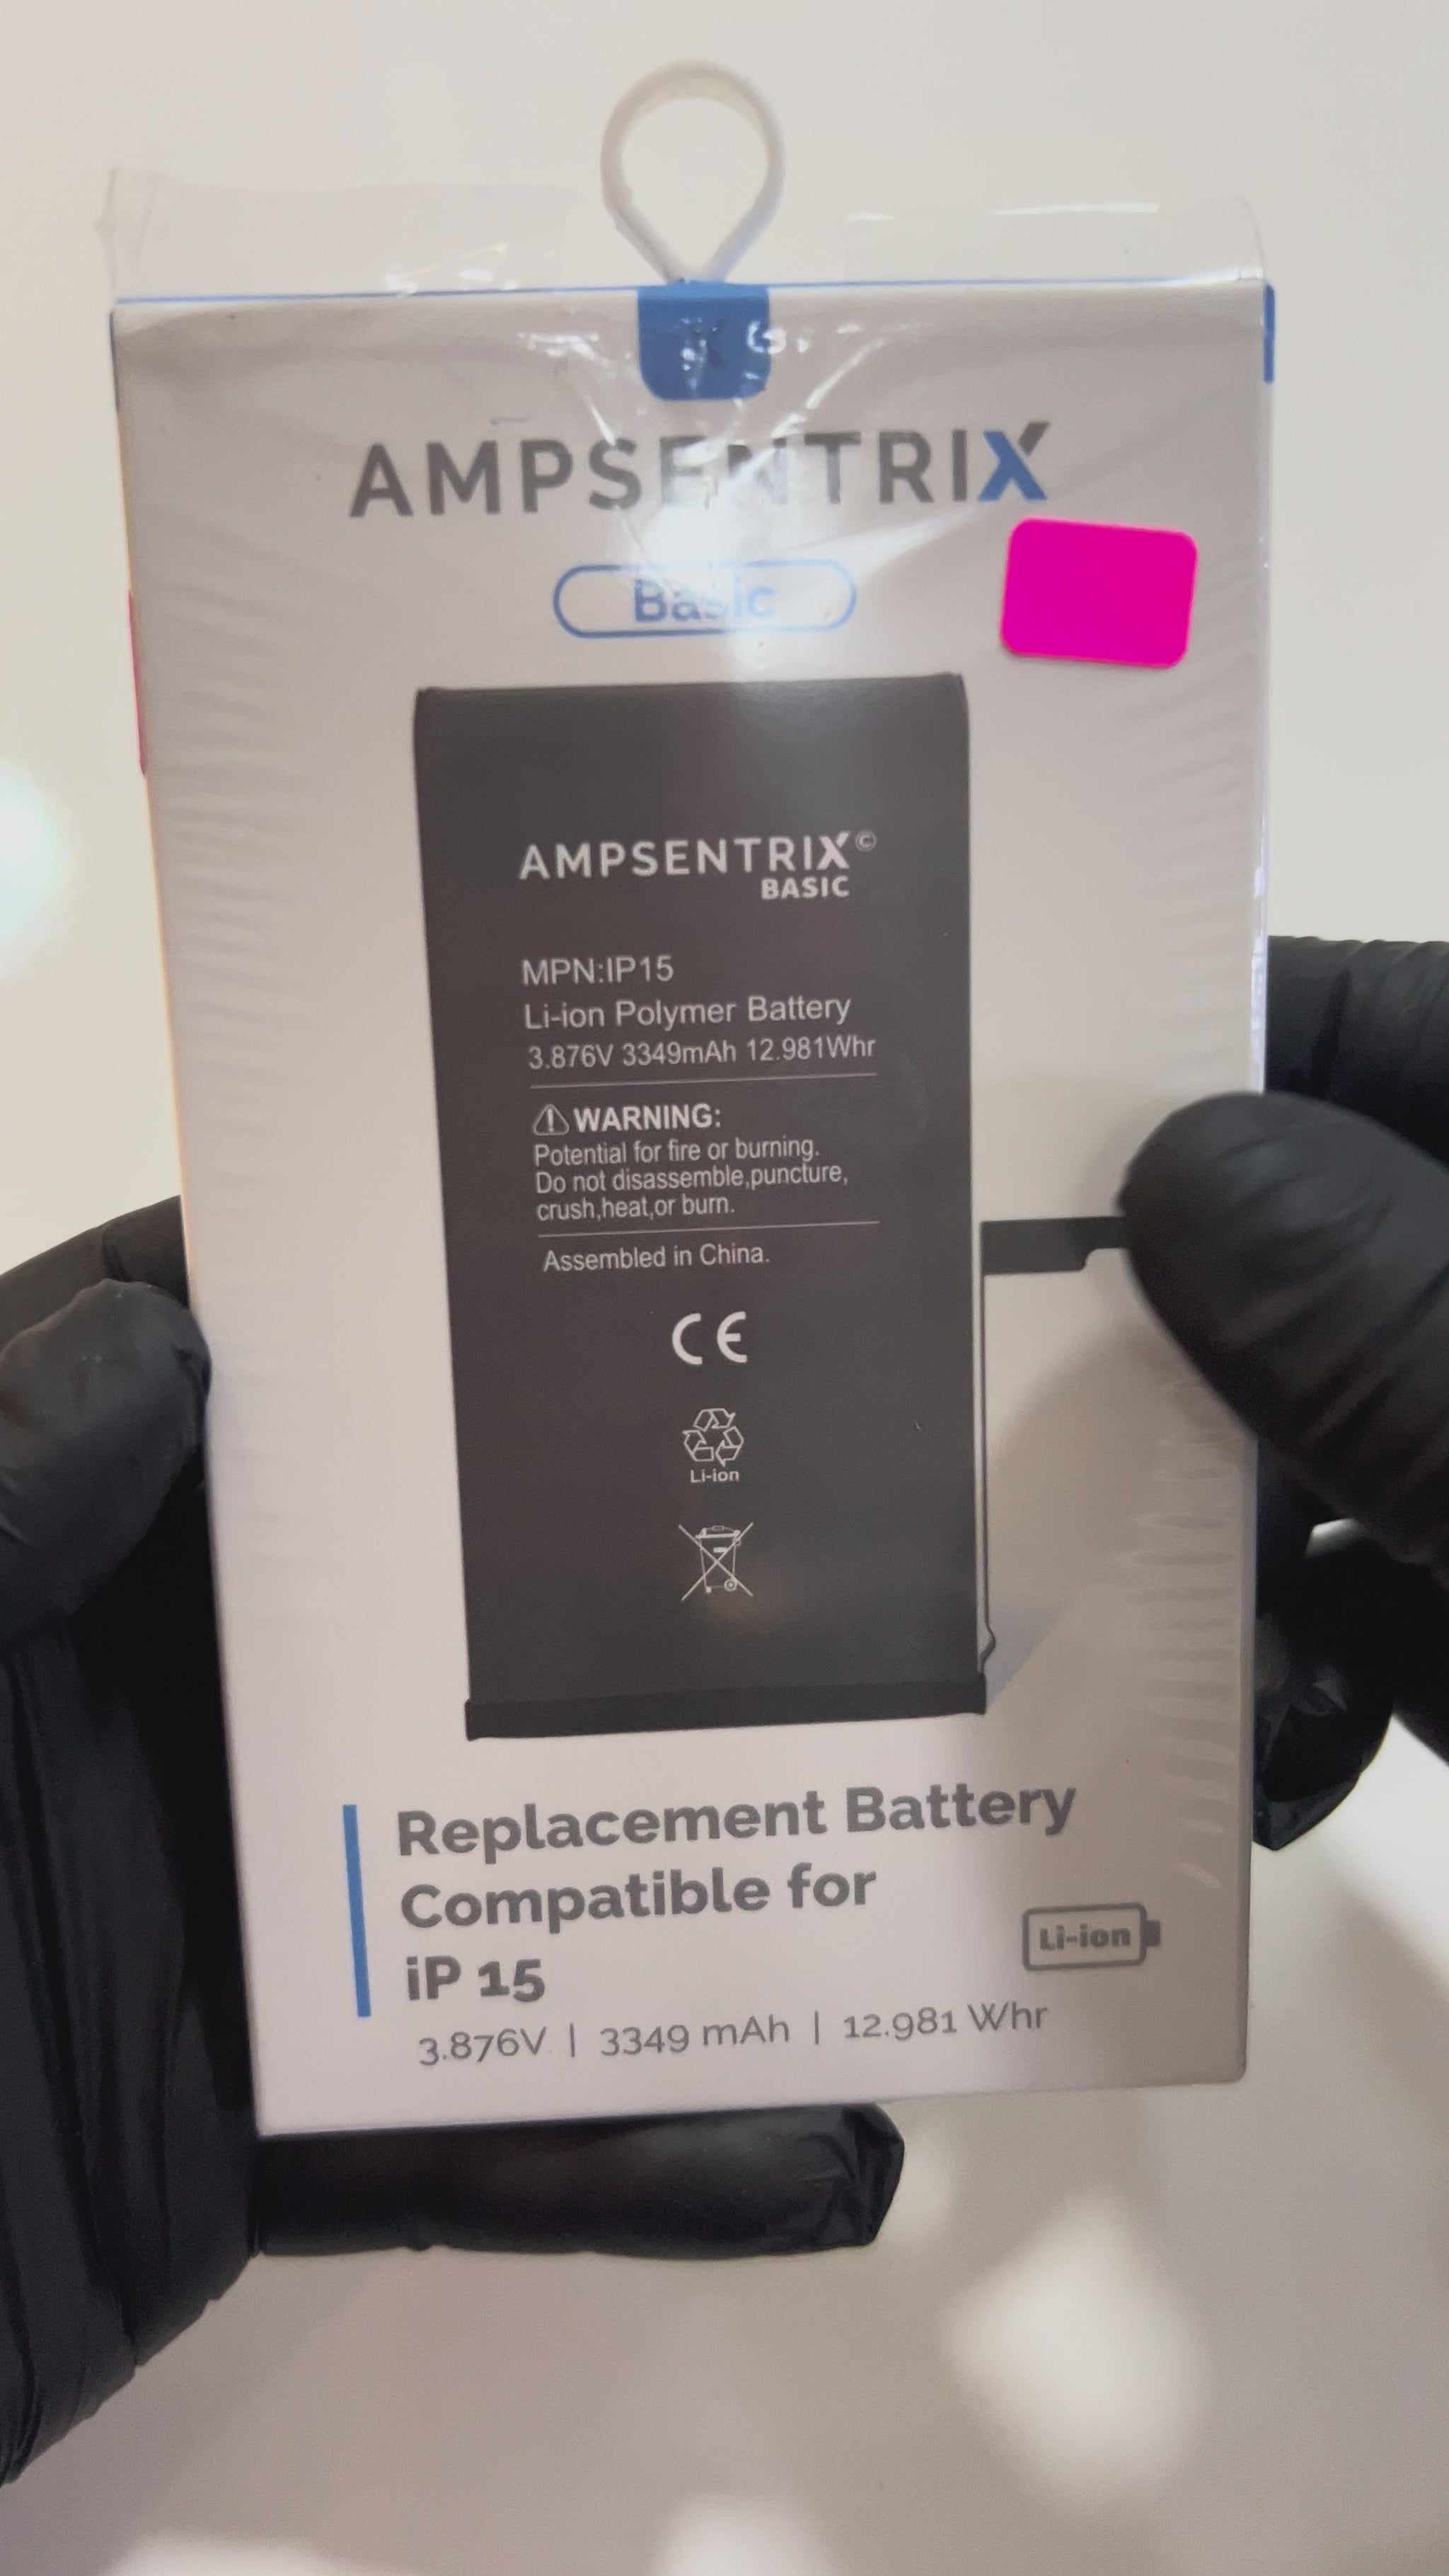 AMPSENTRIX
Basic
AMPSENTRIX©
BASIC
MPN:IP15
Li-ion Polymer Battery
3.876V 3349mAh 12.981Whr
WARNING:
Potential for fire or burning.
Do not disassemble,puncture,
crush,heat,or burn.
Assembled in China.
CE
Li-ion
Replacement Battery
Compatible for
iP 15
Li-ion
3.876V | 3349 mAh | 12.981 Whr